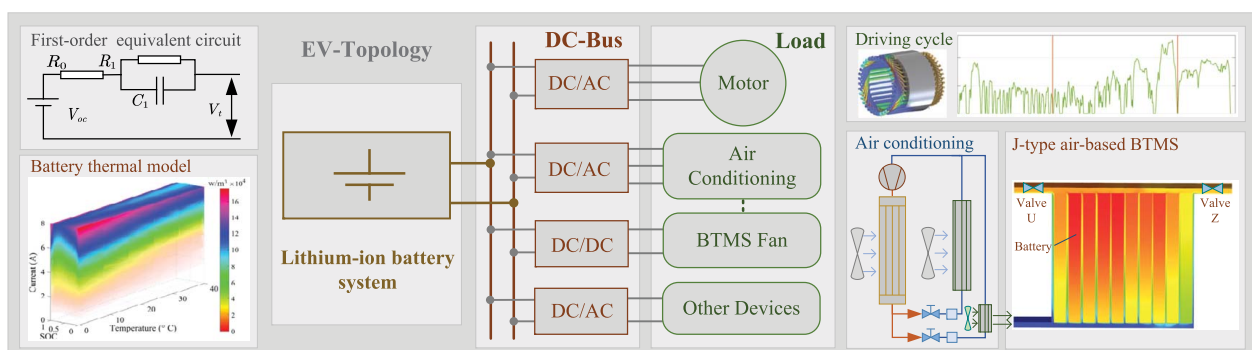 First-order equivalent circuit
R0
R1
C1
Voc
Vt
Battery thermal model
w/m³ ×10⁴
16
14
12
10
8
6
4
2
0
Current (A)
8
6
4
2
0
1
0.5
0
SOC
0
10
20
30
40
Temperature (° C)
EV-Topology
Lithium-ion battery
system
DC-Bus
DC/AC
DC/AC
DC/DC
DC/AC
Load
Motor
Air
Conditioning
BTMS Fan
Other Devices
Driving cycle
Air conditioning
J-type air-based BTMS
Valve
U
Valve
Z
Battery